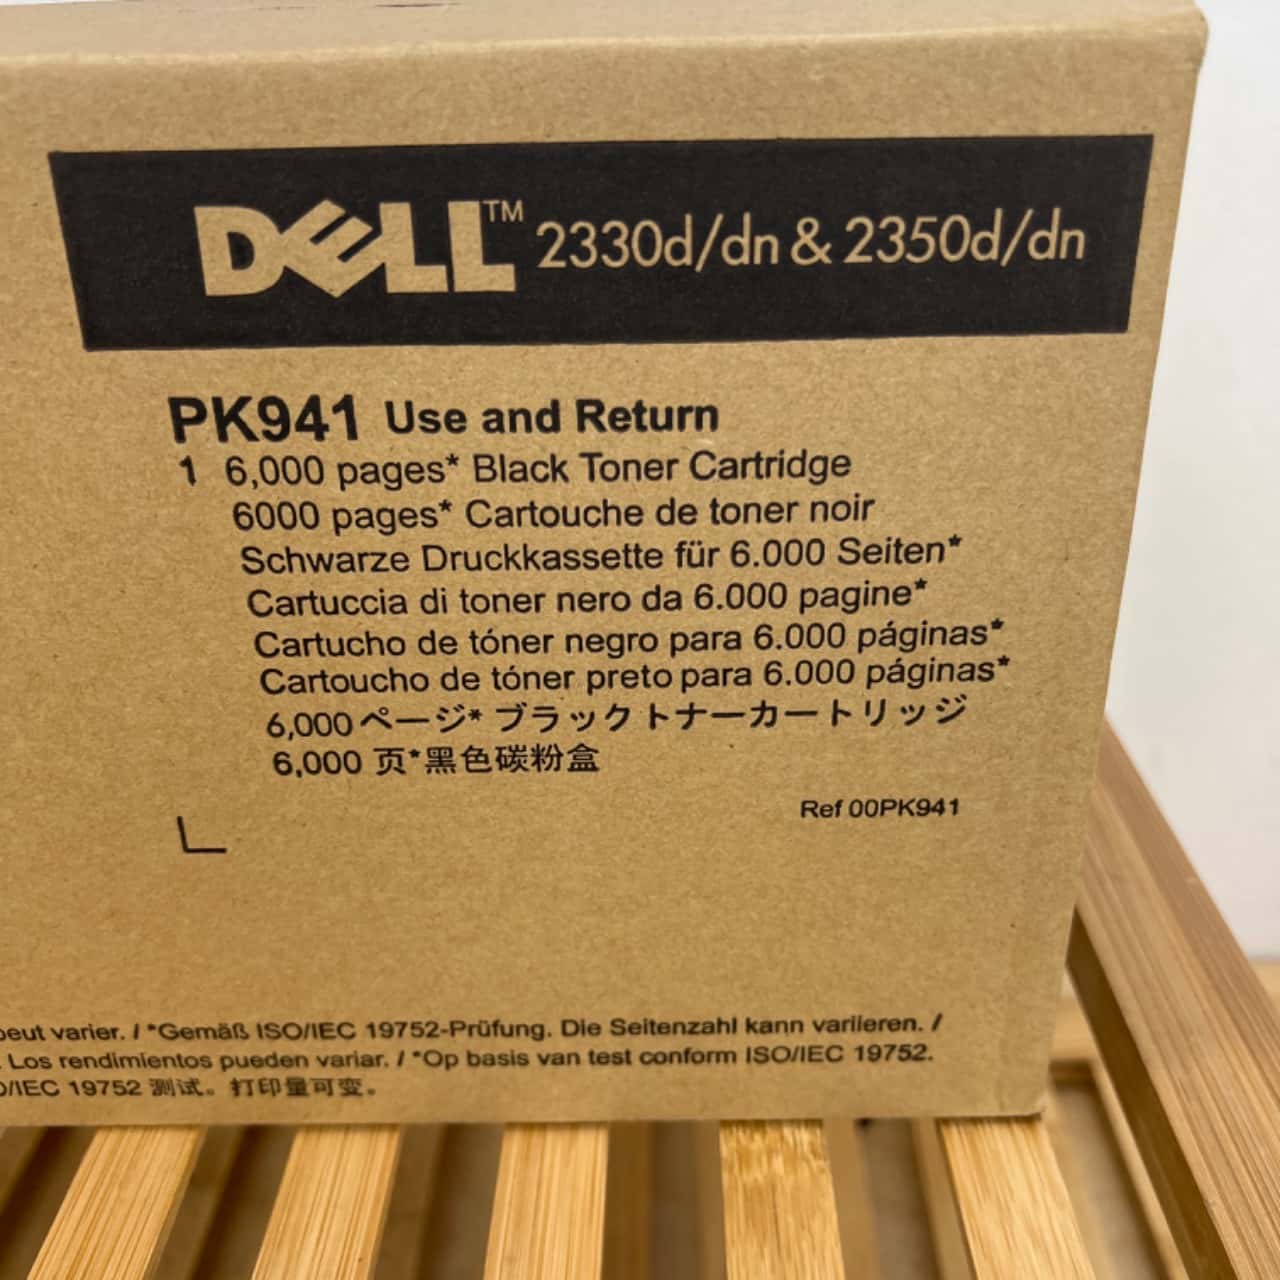 DELL™ 2330d/dn & 2350d/dn
PK941 Use and Return
1 6,000 pages* Black Toner Cartridge
6000 pages* Cartouche de toner noir
Schwarze Druckkassette für 6.000 Seiten*
Cartuccia di toner nero da 6.000 pagine*
Cartucho de tóner negro para 6.000 páginas*
Cartoucho de tóner preto para 6.000 páginas*
6,000ページ* ブラックトナーカートリッジ
6,000 页*黑色碳粉盒
Ref 00PK941
peut varier. / *Gemäß ISO/IEC 19752-Prüfung. Die Seitenzahl kann variieren. /
. Los rendimientos pueden variar. / *Op basis van test conform ISO/IEC 19752.
O/IEC 19752 测试。打印量可变。